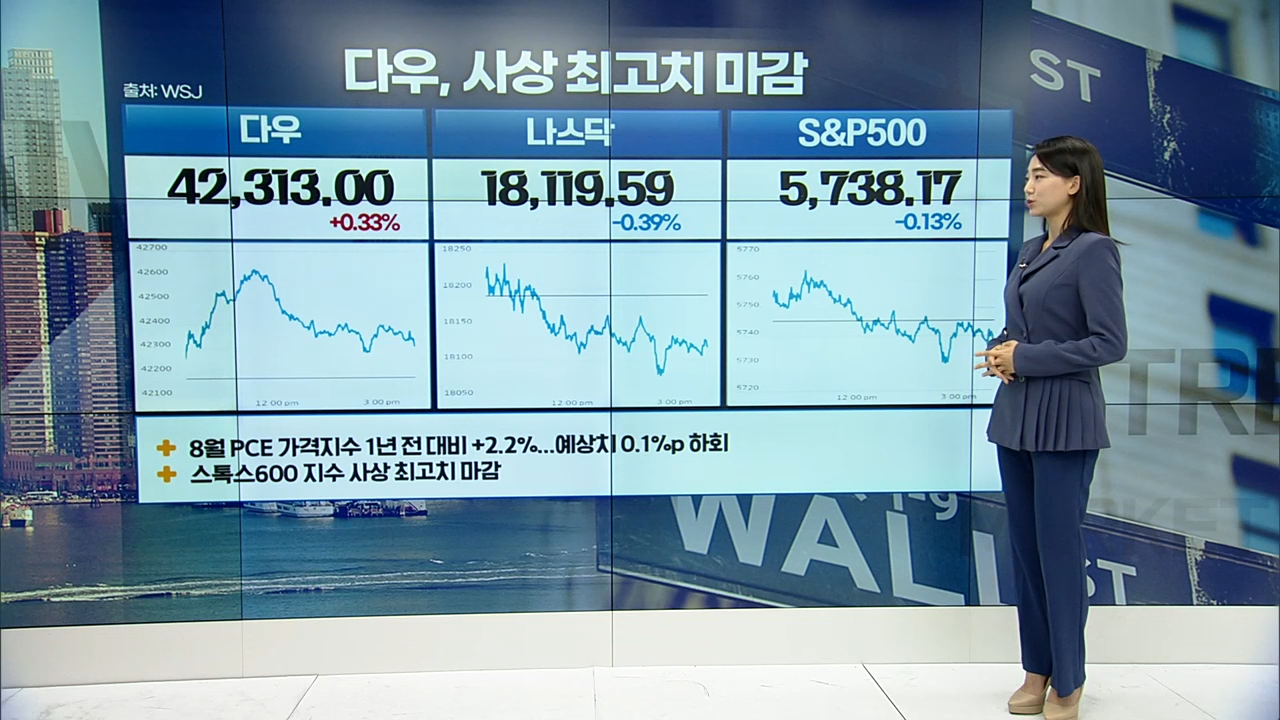 다우, 사상 최고치 마감
출처: WSJ
다우
나스닥
S&P500
42,313.00
18,119.59
5,738.17
+0.33%
-0.39%
-0.13%
42700
42600
42500
42400
42300
42200
42100
12:00 pm
3:00 pm
18250
18200
18150
18100
18050
12:00 pm
3:00 pm
5770
5760
5750
5740
5730
5720
12:00 pm
3:00 pm
8월 PCE 가격지수 1년 전 대비 +2.2%...예상치 0.1%p 하회
스톡스600 지수 사상 최고치 마감
ST
1-9
WALL
ST